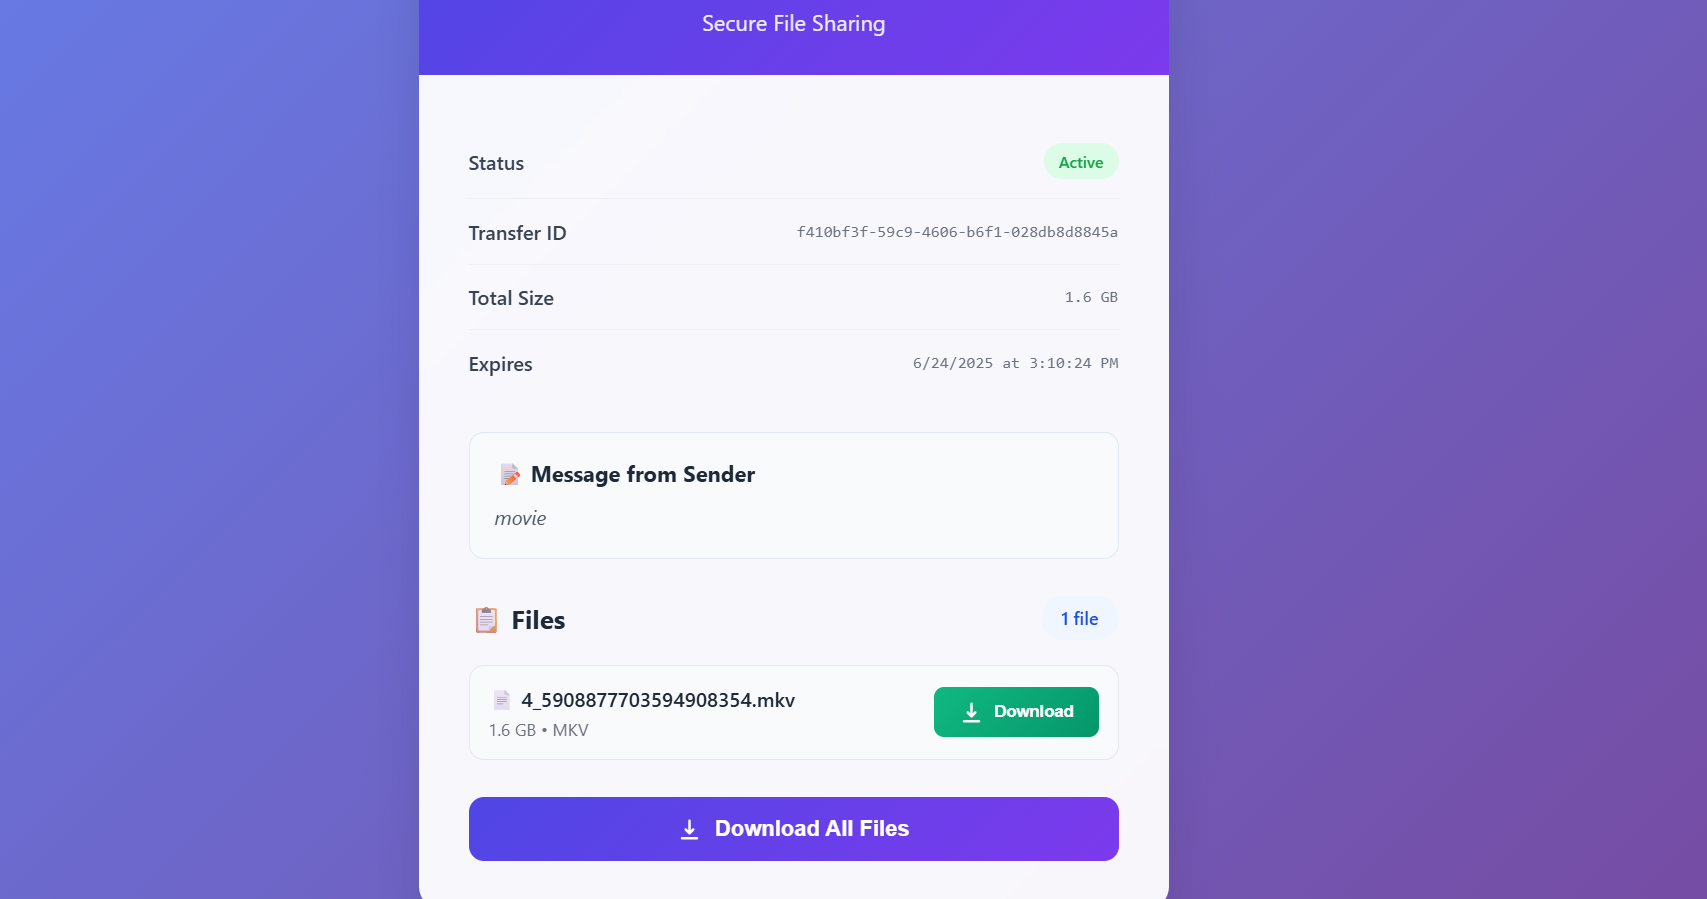 Secure File Sharing
Status
Active
Transfer ID
f410bf3f-59c9-4606-b6f1-028db8d8845a
Total Size
1.6 GB
Expires
6/24/2025 at 3:10:24 PM
Message from Sender
movie
Files
1 file
4_5908877703594908354.mkv
1.6 GB • MKV
Download
Download All Files